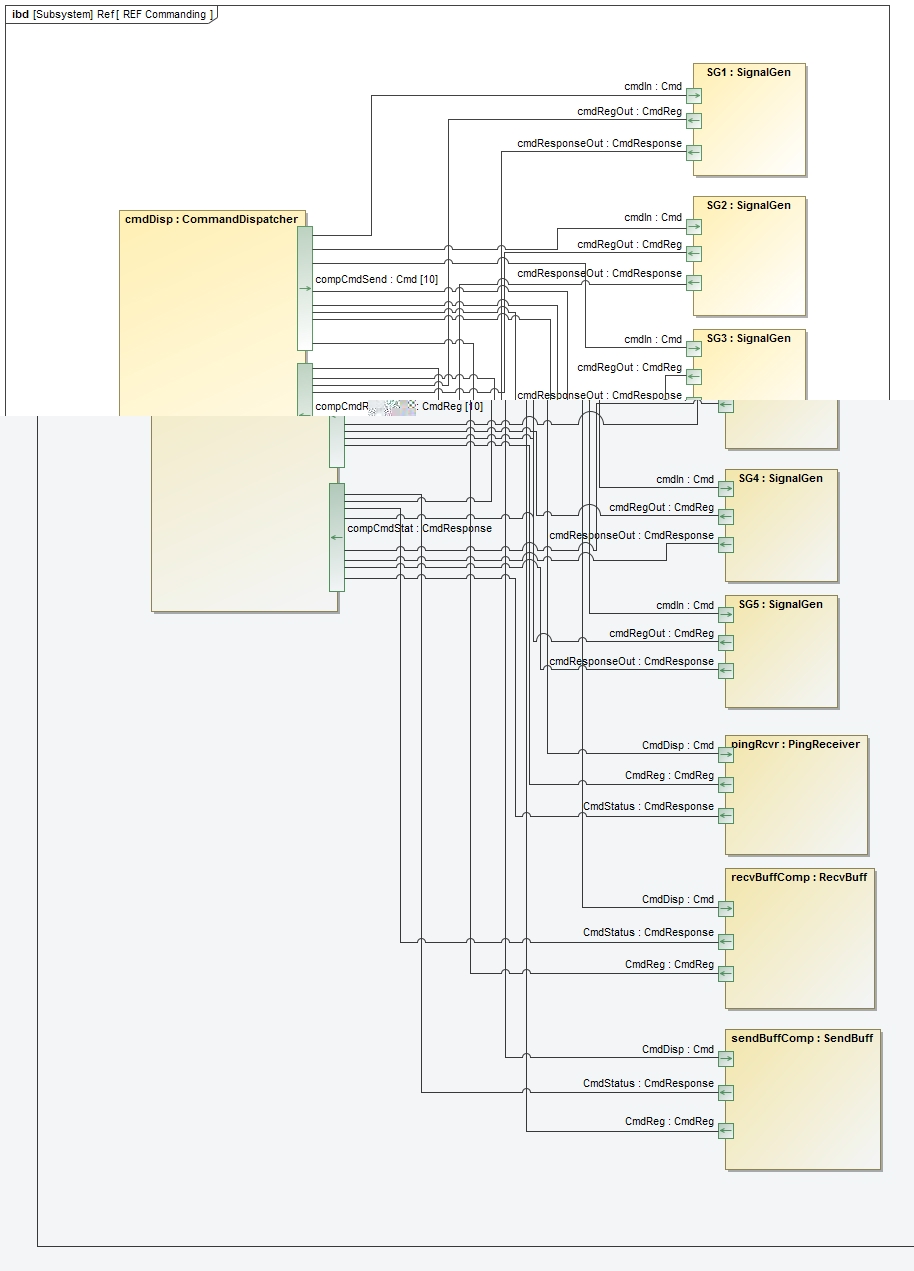 ibd [Subsystem] Ref [ REF Commanding ]
SG1 : SignalGen
cmdIn : Cmd
cmdRegOut : CmdReg
cmdResponseOut : CmdResponse
SG2 : SignalGen
cmdDisp : CommandDispatcher
cmdIn : Cmd
cmdRegOut : CmdReg
compCmdSend : Cmd [10]
cmdResponseOut : CmdResponse
SG3 : SignalGen
cmdIn : Cmd
cmdRegOut : CmdReg
cmdResponseOut : CmdResponse
: CmdReg [10]
SG4 : SignalGen
cmdIn : Cmd
cmdRegOut : CmdReg
compCmdStat : CmdResponse
cmdResponseOut : CmdResponse
SG5 : SignalGen
cmdIn : Cmd
cmdRegOut : CmdReg
cmdResponseOut : CmdResponse
pingRcvr : PingReceiver
CmdDisp : Cmd
CmdReg : CmdReg
CmdStatus : CmdResponse
recvBuffComp : RecvBuff
CmdDisp : Cmd
CmdStatus : CmdResponse
CmdReg : CmdReg
sendBuffComp : SendBuff
CmdDisp : Cmd
CmdStatus : CmdResponse
CmdReg : CmdReg